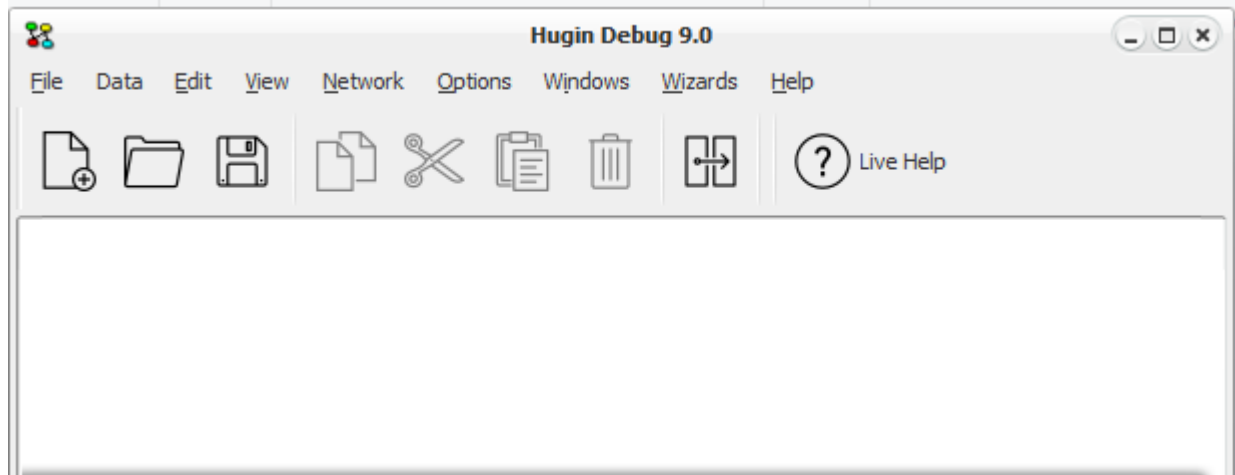 Hugin Debug 9.0
File Data Edit View Network Options Windows Wizards Help
? Live Help